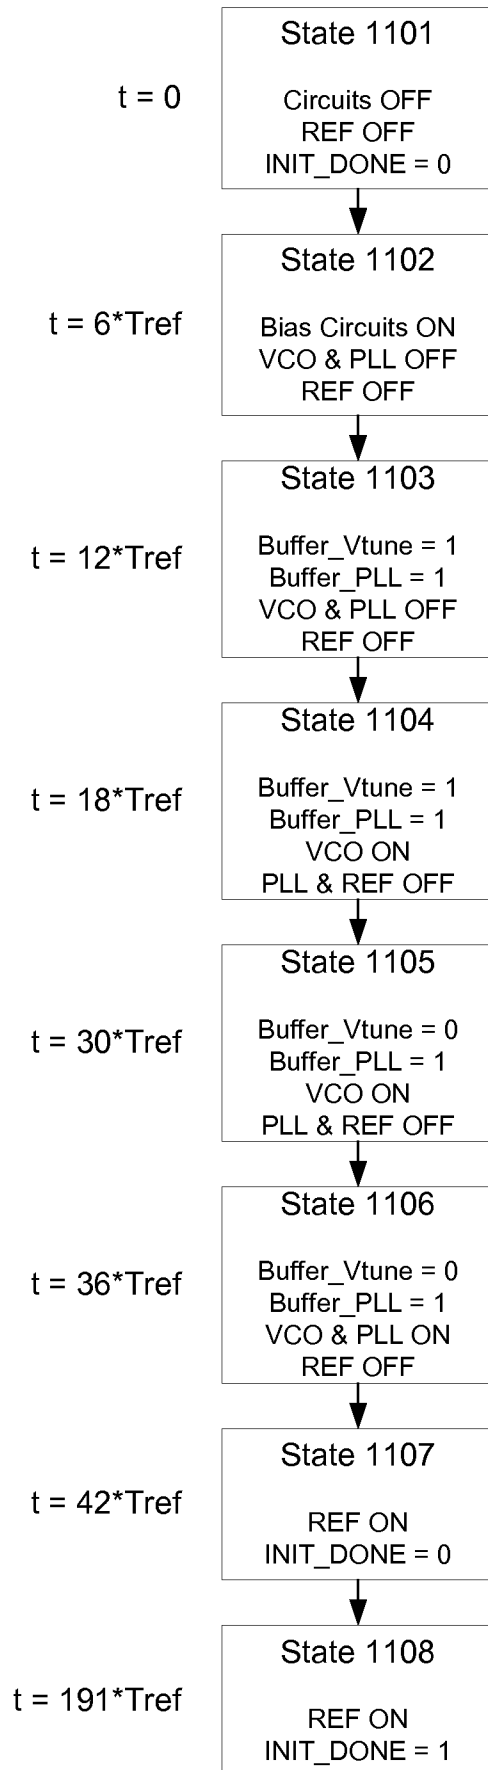 State 1101
t = 0
Circuits OFF
REF OFF
INIT_DONE = 0
State 1102
t = 6*Tref
Bias Circuits ON
VCO & PLL OFF
REF OFF
State 1103
t = 12*Tref
Buffer_Vtune = 1
Buffer_PLL = 1
VCO & PLL OFF
REF OFF
State 1104
t = 18*Tref
Buffer_Vtune = 1
Buffer_PLL = 1
VCO ON
PLL & REF OFF
State 1105
t = 30*Tref
Buffer_Vtune = 0
Buffer_PLL = 1
VCO ON
PLL & REF OFF
State 1106
t = 36*Tref
Buffer_Vtune = 0
Buffer_PLL = 1
VCO & PLL ON
REF OFF
State 1107
t = 42*Tref
REF ON
INIT_DONE = 0
State 1108
t = 191*Tref
REF ON
INIT_DONE = 1